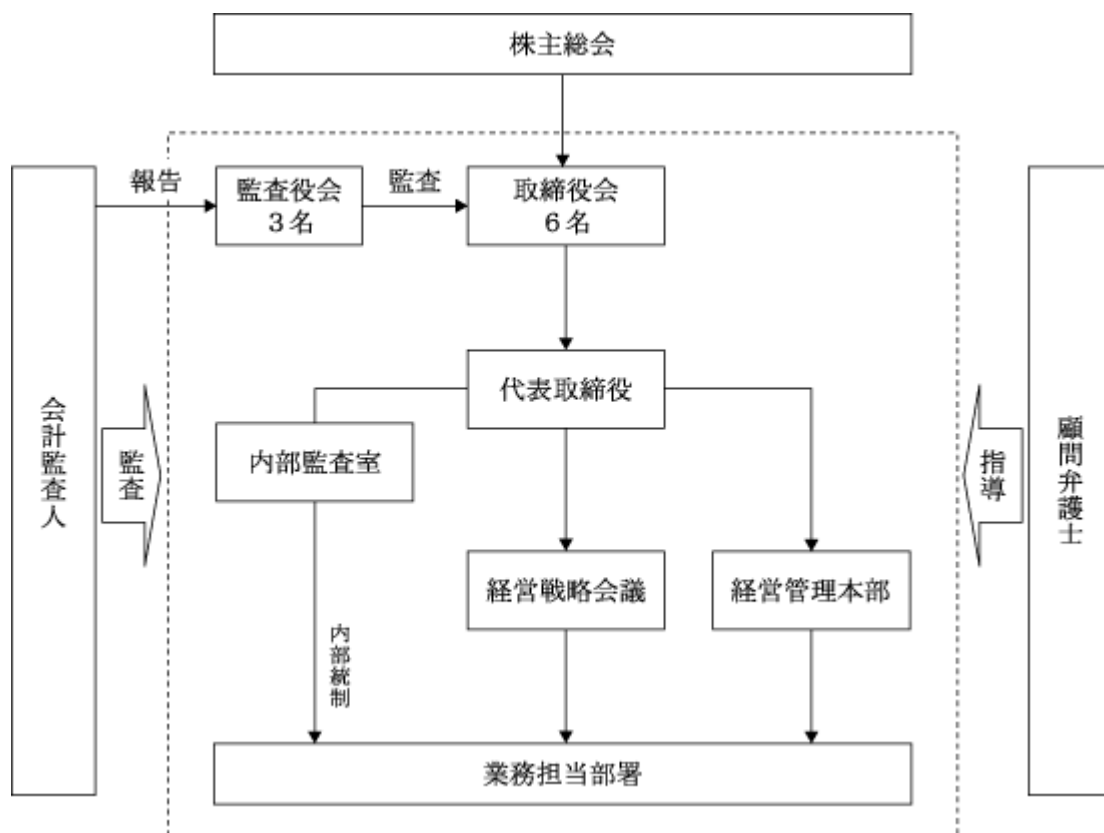 株主総会
報告
監査役会
3名
監査
取締役会
6名
代表取締役
会計監査人
監査
内部監査室
指導
顧問弁護士
経営戦略会議
経営管理本部
内部統制
業務担当部署